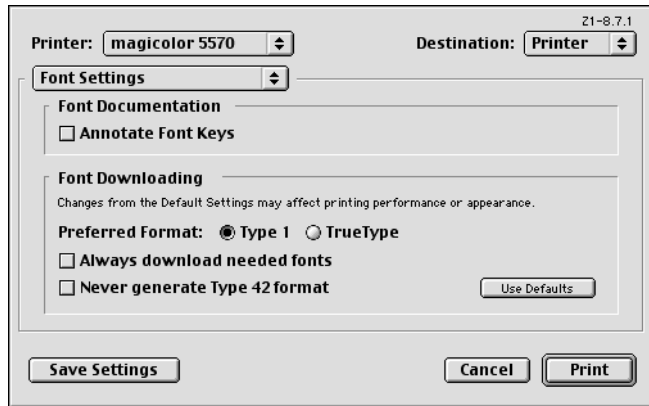 Z1-8.7.1
Printer: magicolor 5570 Destination: Printer
Font Settings
Font Documentation
Annotate Font Keys
Font Downloading
Changes from the Default Settings may affect printing performance or appearance.
Preferred Format: Type 1 TrueType
Always download needed fonts
Never generate Type 42 format Use Defaults
Save Settings Cancel Print